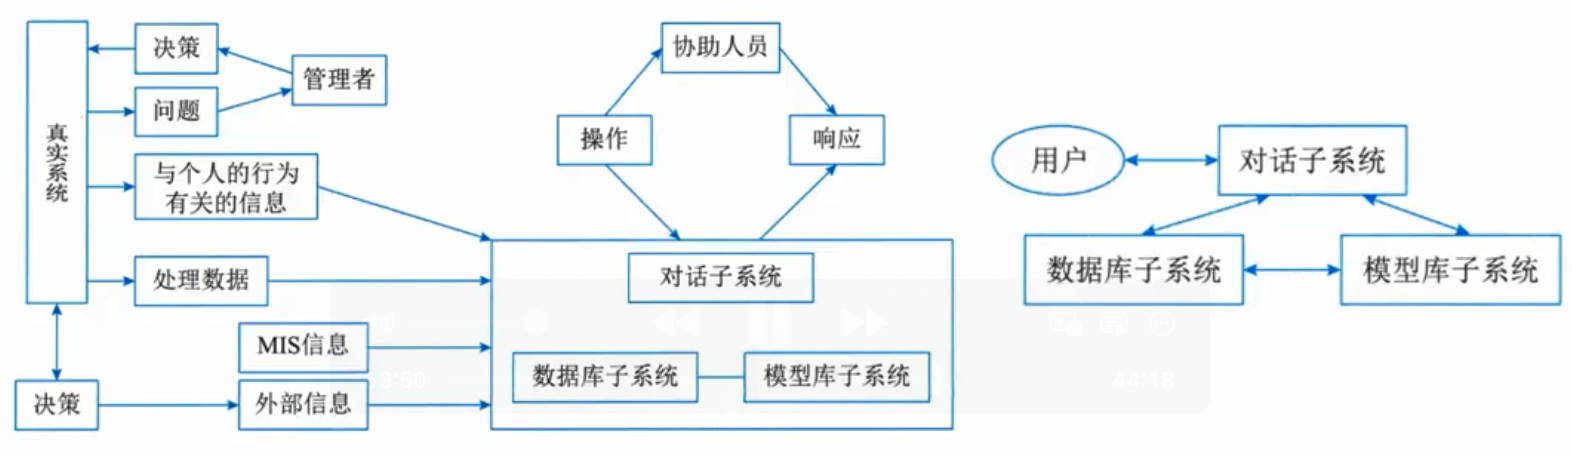 真实系统
决策
管理者
问题
与个人的行为
有关的信息
处理数据
MIS信息
决策
外部信息
协助人员
操作
响应
对话子系统
数据库子系统
模型库子系统
用户
对话子系统
数据库子系统
模型库子系统
44:18